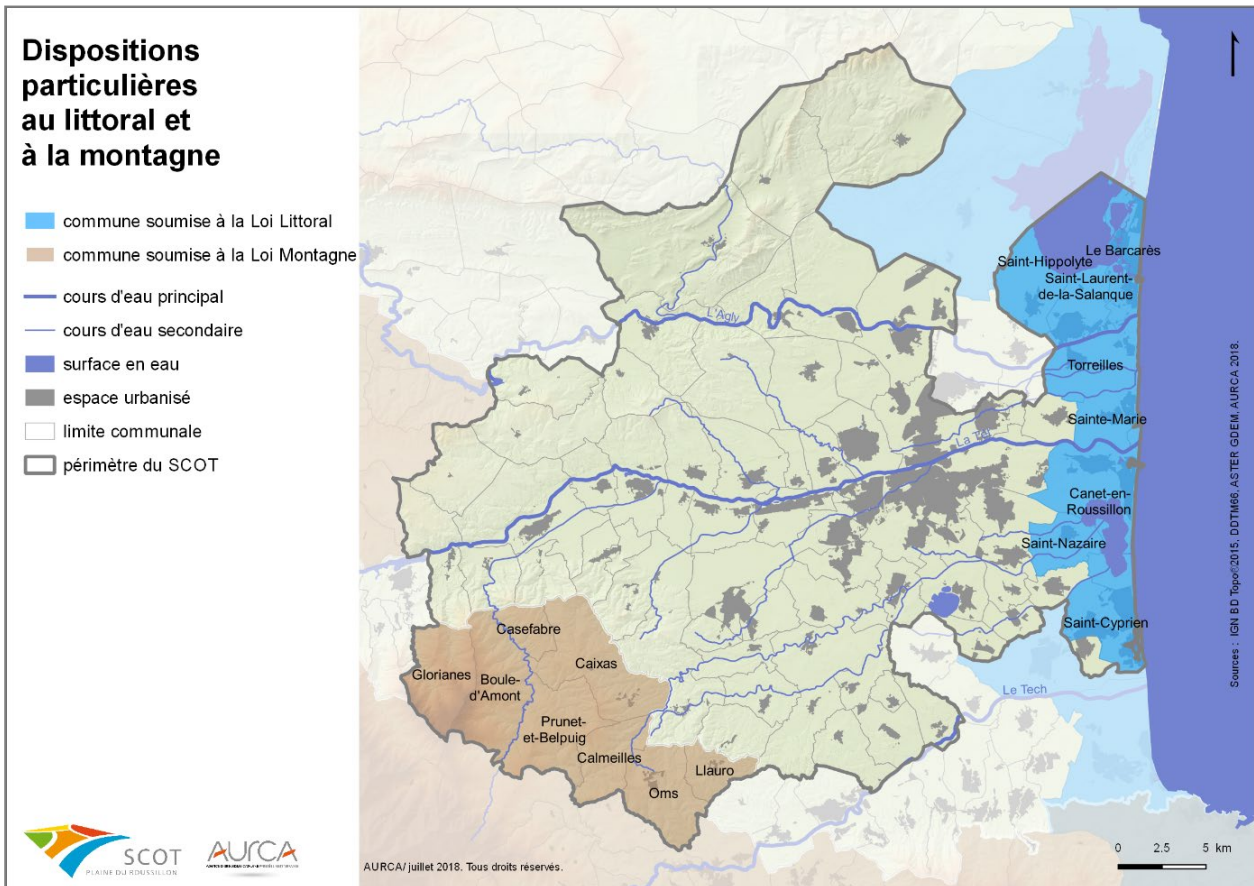 Dispositions
particulières
au littoral et
à la montagne
commune soumise à la Loi Littoral
commune soumise à la Loi Montagne
cours d'eau principal
cours d'eau secondaire
surface en eau
espace urbanisé
limite communale
périmètre du SCOT
Le Barcarès
Saint-Hippolyte
Saint-Laurent-
de-la-Salanque
L'Agly
Torreilles
Sainte-Marie
La Têt
Canet-en-
Roussillon
Saint-Nazaire
Saint-Cyprien
Casefabre
Caixas
Glorianes
Boule-
d'Amont
Le Tech
Prunet-
et-Belpuig
Calmeilles
Llauro
Oms
Sources : IGN BD Topo©2015, DDTM66, ASTER GDEM, AURCA 2018.
SCOT
PLAINE DU ROUSSILLON
AURCA
AURCA/ juillet 2018. Tous droits réservés.
0 2.5 5 km